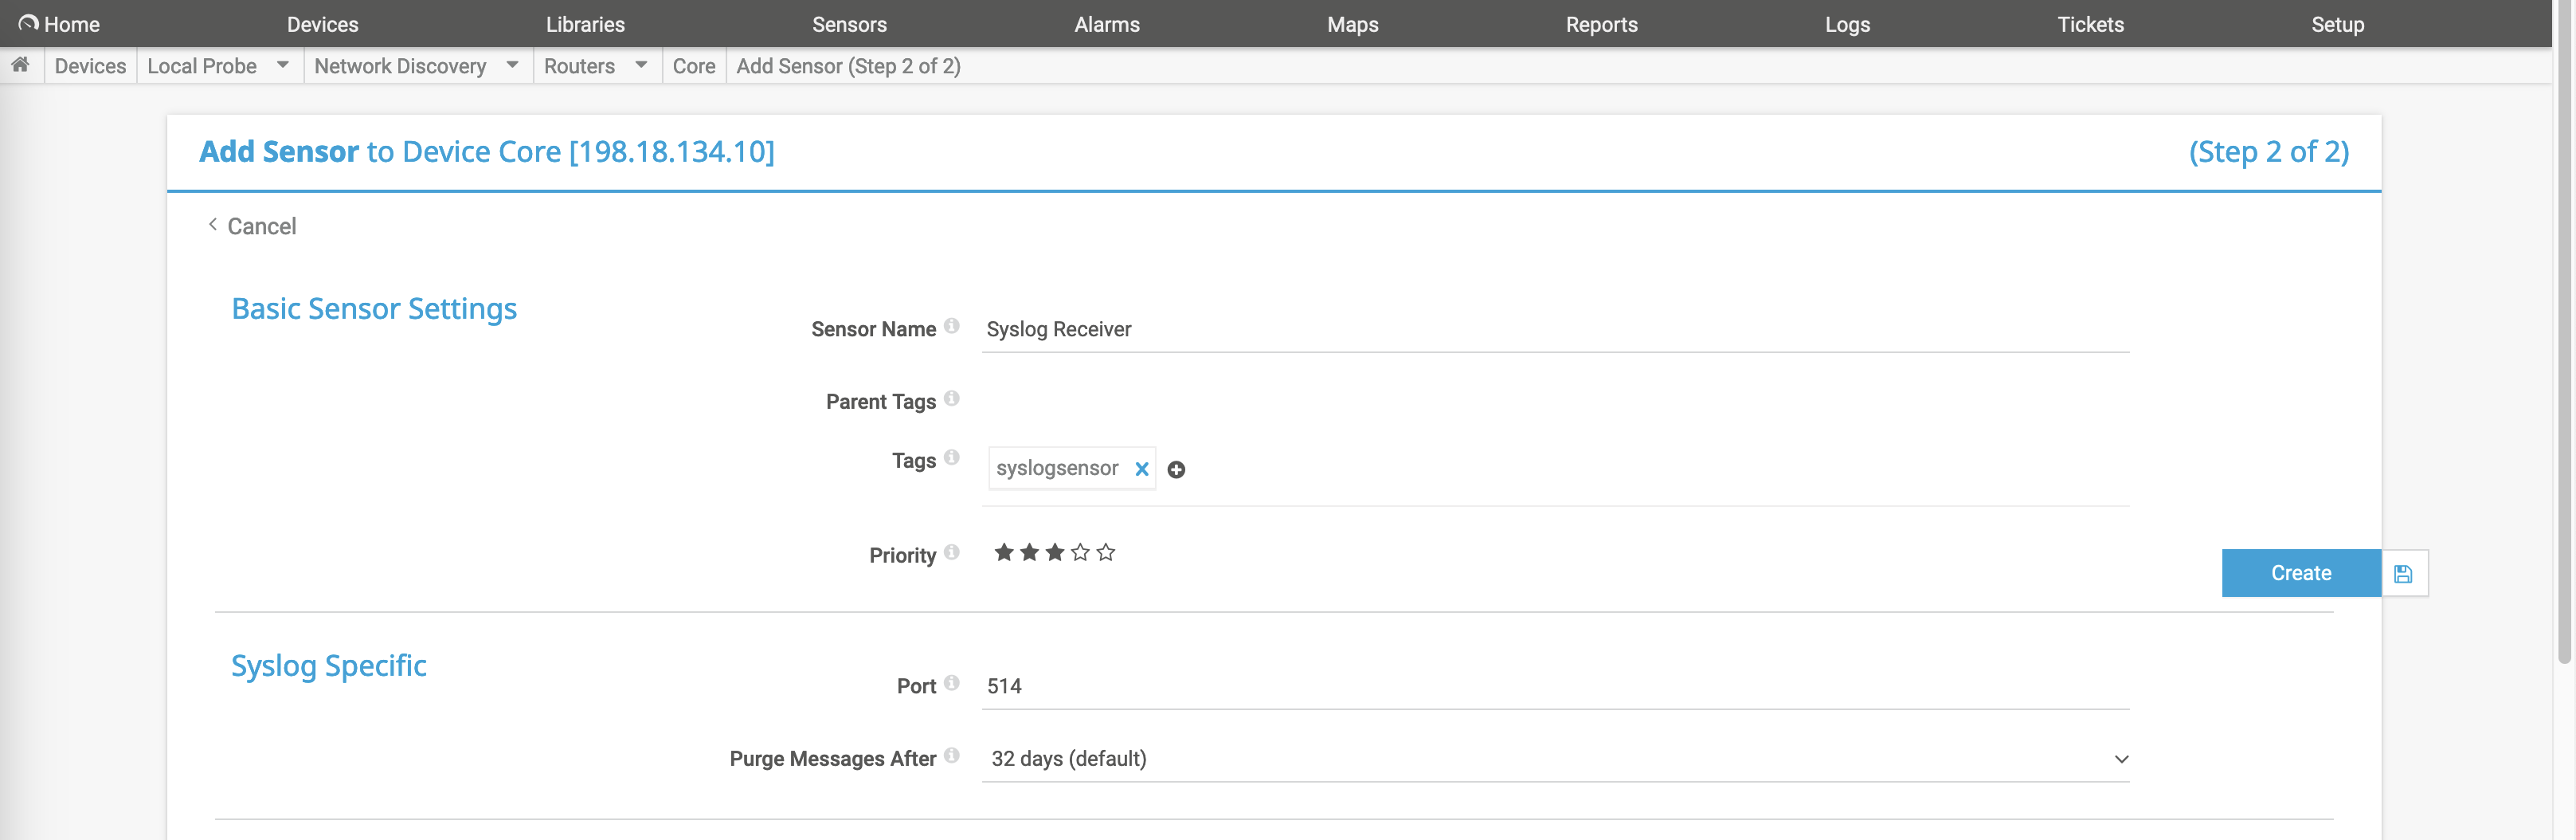 Home Devices Libraries Sensors Alarms Maps Reports Logs Tickets Setup
Devices Local Probe Network Discovery Routers Core Add Sensor (Step 2 of 2)
Add Sensor to Device Core [198.18.134.10] (Step 2 of 2)
Cancel
Basic Sensor Settings
Sensor Name Syslog Receiver
Parent Tags
Tags syslogsensor
Priority
Create
Syslog Specific
Port 514
Purge Messages After 32 days (default)